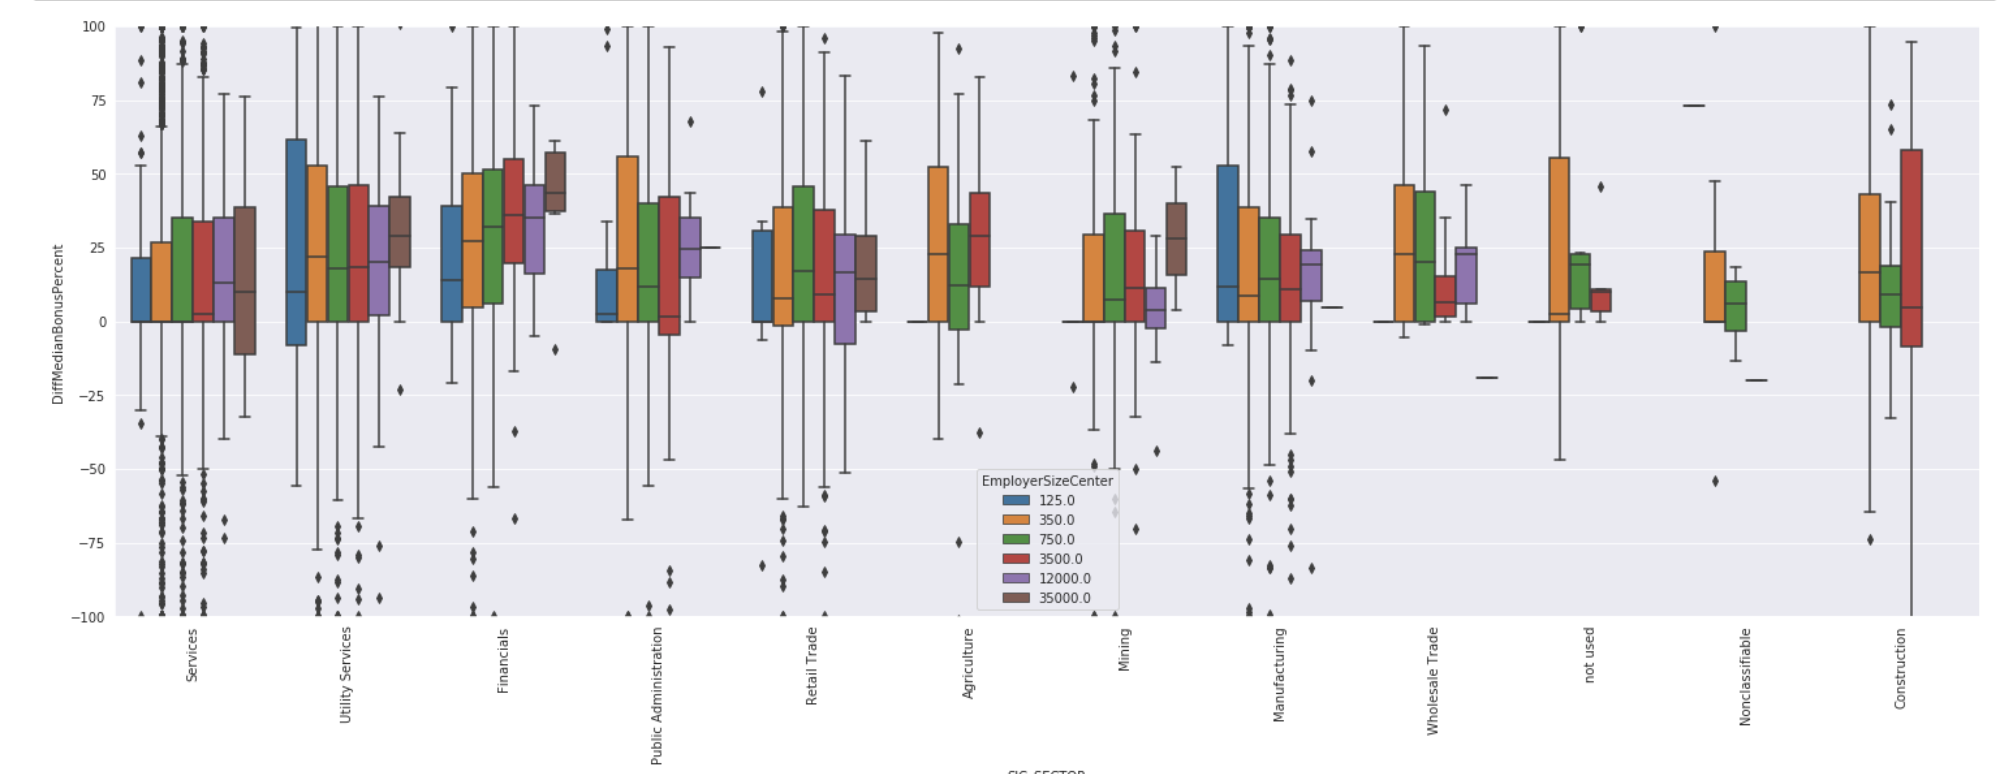 100
75
50
25
0
−25
−50
−75
−100
DiffMedianBonusPercent
EmployerSizeCenter
125.0
350.0
750.0
3500.0
12000.0
35000.0
Services
Utility Services
Financials
Public Administration
Retail Trade
Agriculture
Mining
Manufacturing
Wholesale Trade
not used
Nonclassifiable
Construction